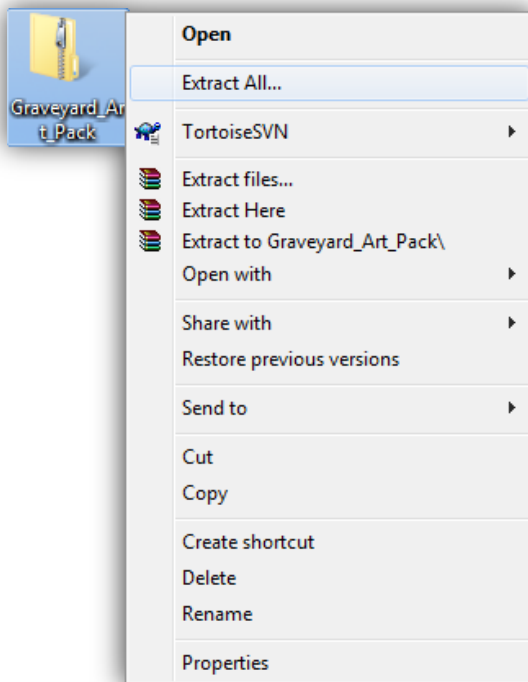 Graveyard_Ar
t_Pack
Open
Extract All...
TortoiseSVN
Extract files...
Extract Here
Extract to Graveyard_Art_Pack\
Open with
Share with
Restore previous versions
Send to
Cut
Copy
Create shortcut
Delete
Rename
Properties